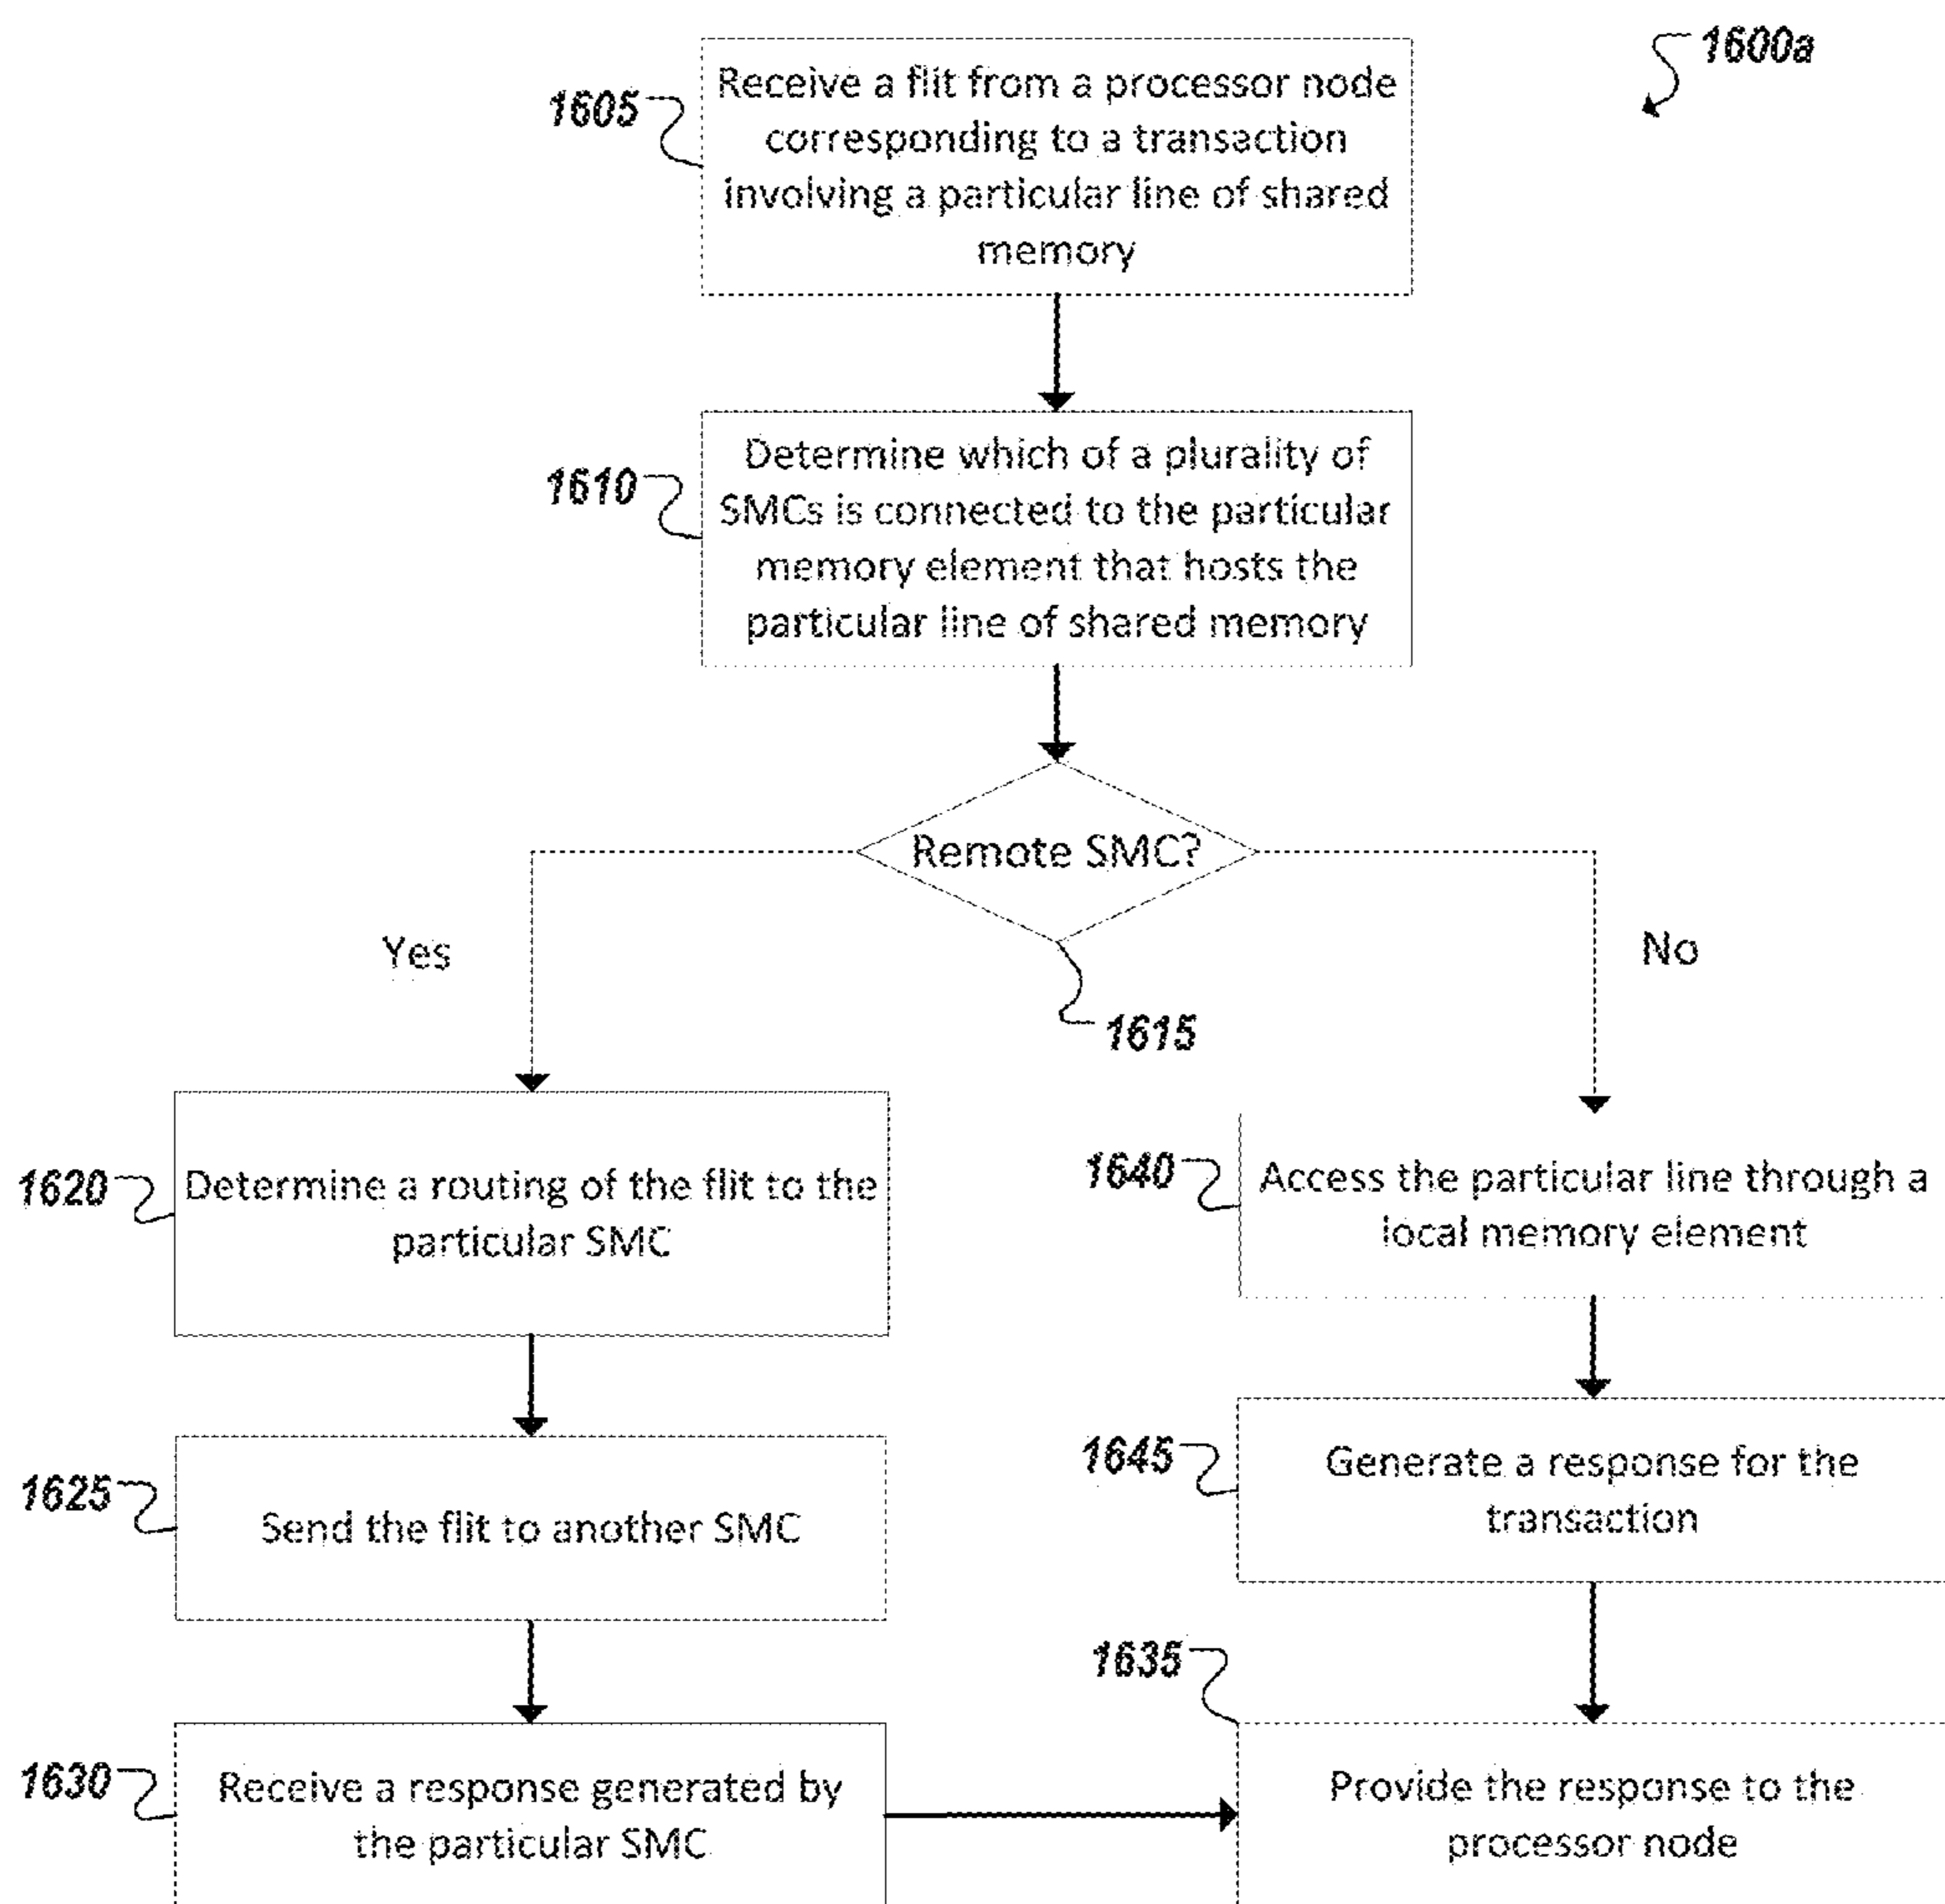 1600a
1605
Receive a flit from a processor node
corresponding to a transaction
involving a particular line of shared
memory
1610
Determine which of a plurality of
SMCs is connected to the particular
memory element that hosts the
particular line of shared memory
Remote SMC?
Yes
No
1615
1620
Determine a routing of the flit to the
particular SMC
1640
Access the particular line through a
local memory element
1625
Send the flit to another SMC
1645
Generate a response for the
transaction
1630
Receive a response generated by
the particular SMC
1635
Provide the response to the
processor node